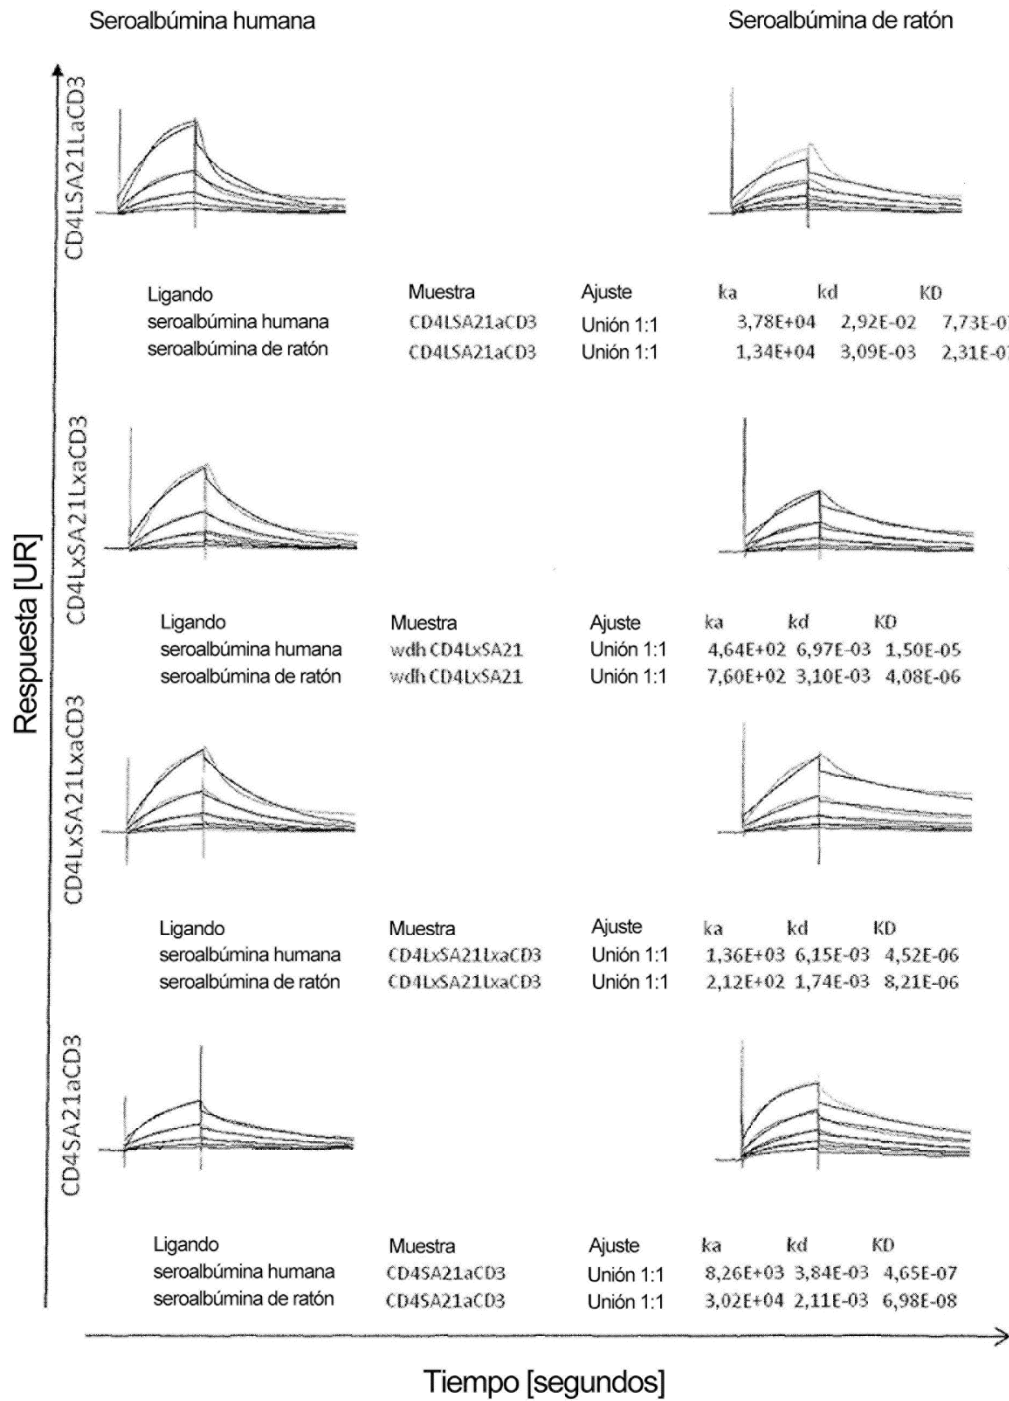 Seroalbúmina humana Seroalbúmina de ratón
CD4LSA21LaCD3
Ligando Muestra Ajuste ka kd KD
seroalbúmina humana CD4LSA21aCD3 Unión 1:1 3,78E+04 2,92E-02 7,73E-0
seroalbúmina de ratón CD4LSA21aCD3 Unión 1:1 1,34E+04 3,09E-03 2,31E-0
CD4LxSA21LxaCD3
Ligando Muestra Ajuste ka kd KD
seroalbúmina humana wdh CD4LxSA21 Unión 1:1 4,64E+02 6,97E-03 1,50E-05
seroalbúmina de ratón wdh CD4LxSA21 Unión 1:1 7,60E+02 3,10E-03 4,08E-06
Respuesta [UR]
CD4LxSA21LxaCD3
Ligando Muestra Ajuste ka kd KD
seroalbúmina humana CD4LxSA21LxaCD3 Unión 1:1 1,36E+03 6,15E-03 4,52E-06
seroalbúmina de ratón CD4LxSA21LxaCD3 Unión 1:1 2,12E+02 1,74E-03 8,21E-06
CD4SA21aCD3
Ligando Muestra Ajuste ka kd KD
seroalbúmina humana CD4SA21aCD3 Unión 1:1 8,26E+03 3,84E-03 4,65E-07
seroalbúmina de ratón CD4SA21aCD3 Unión 1:1 3,02E+04 2,11E-03 6,98E-08
Tiempo [segundos]